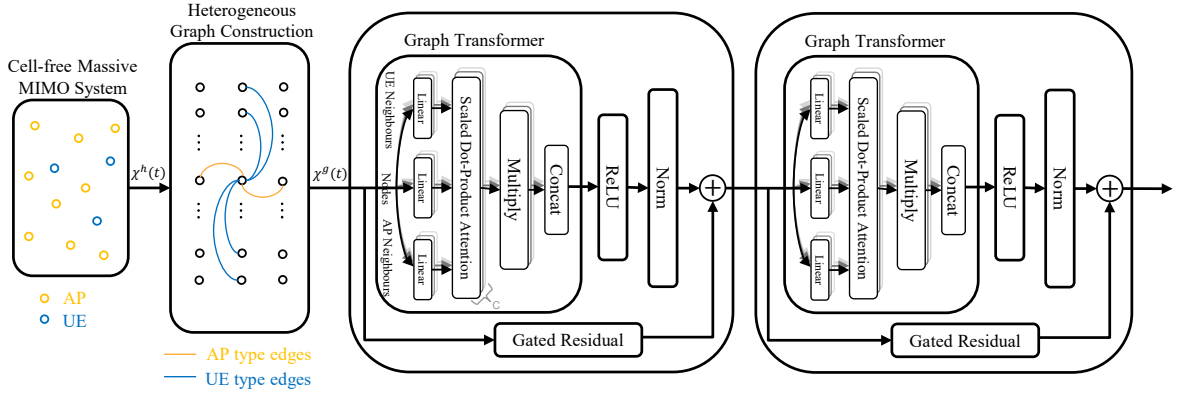 Cell-free Massive
MIMO System
AP
UE
χʰ(t)
Heterogeneous
Graph Construction
AP type edges
UE type edges
χᵍ(t)
Graph Transformer
UE Neighbours
Nodes
AP Neighbours
Linear
Linear
Linear
Scaled Dot-Product Attention
C
Multiply
Concat
ReLU
Norm
Gated Residual
Graph Transformer
Linear
Linear
Linear
Scaled Dot-Product Attention
Multiply
Concat
ReLU
Norm
Gated Residual